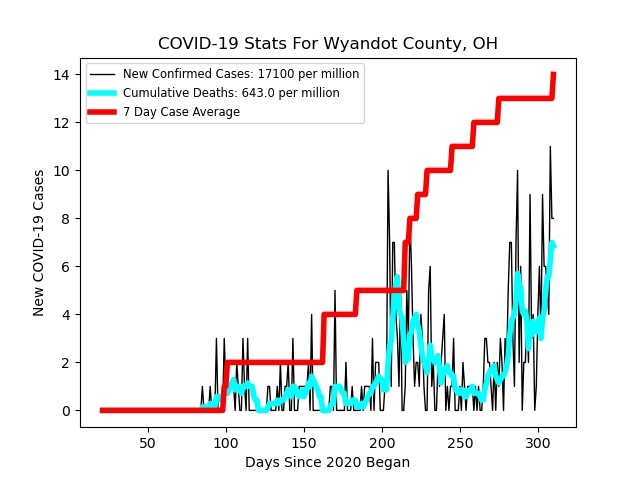 COVID-19 Stats For Wyandot County, OH
New Confirmed Cases: 17100 per million
Cumulative Deaths: 643.0 per million
7 Day Case Average
New COVID-19 Cases
14
12
10
8
6
4
2
0
50 100 150 200 250 300
Days Since 2020 Began